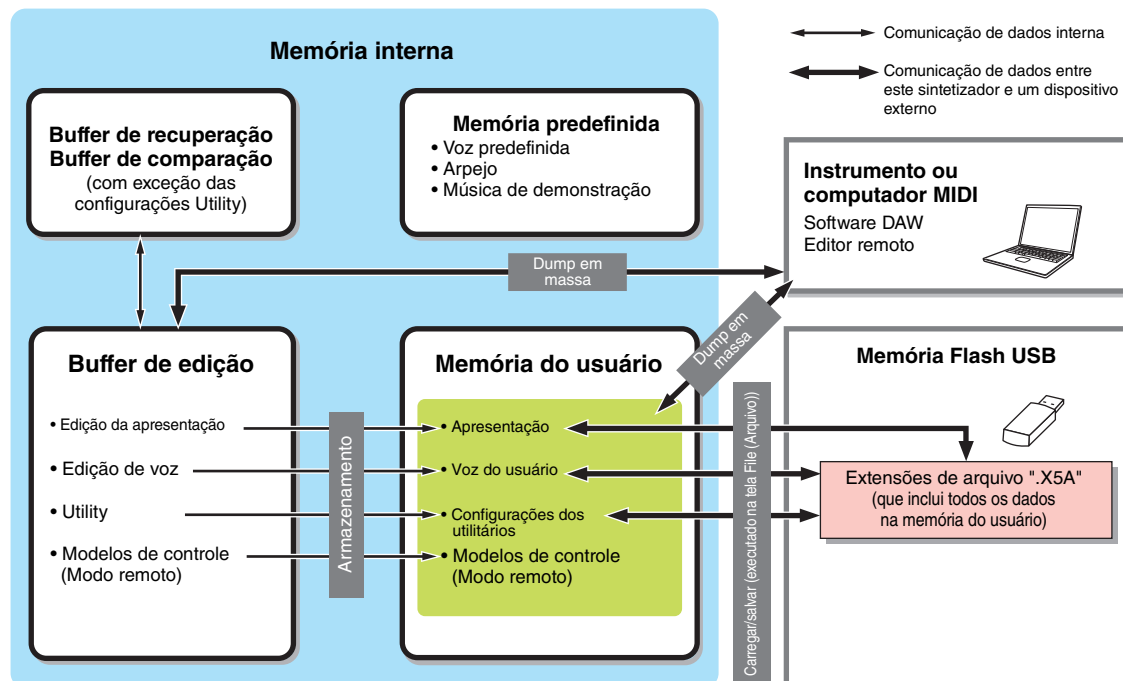 Memória interna
Comunicação de dados interna
Comunicação de dados entre
este sintetizador e um dispositivo
externo
Buffer de recuperação
Buffer de comparação
(com exceção das
configurações Utility)
Memória predefinida
• Voz predefinida
• Arpejo
• Música de demonstração
Instrumento ou
computador MIDI
Software DAW
Editor remoto
Dump em
massa
Dump em
massa
Buffer de edição
• Edição da apresentação
• Edição de voz
• Utility
• Modelos de controle
(Modo remoto)
Armazenamento
Memória do usuário
• Apresentação
• Voz do usuário
• Configurações dos
utilitários
• Modelos de controle
(Modo remoto)
Carregar/salvar (executado na tela File (Arquivo))
Memória Flash USB
Extensões de arquivo ".X5A"
(que inclui todos os dados
na memória do usuário)